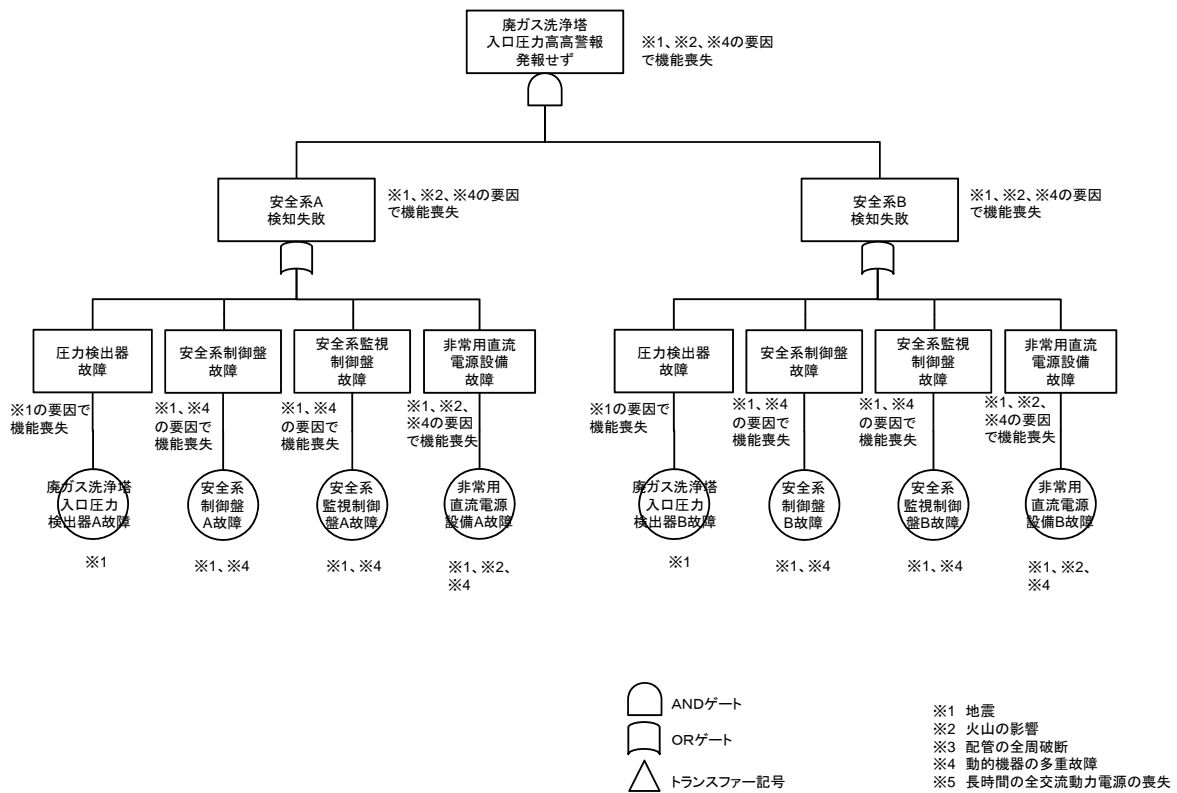 廃ガス洗浄塔
入口圧力高高警報
発報せず
※1、※2、※4の要因
で機能喪失
安全系A
検知失敗
※1、※2、※4の要因
で機能喪失
安全系B
検知失敗
※1、※2、※4の要因
で機能喪失
圧力検出器
故障
安全系制御盤
故障
安全系監視
制御盤
故障
非常用直流
電源設備
故障
圧力検出器
故障
安全系制御盤
故障
安全系監視
制御盤
故障
非常用直流
電源設備
故障
※1の要因で
機能喪失
※1、※4
の要因で
機能喪失
※1、※4
の要因で
機能喪失
※1、※2、
※4の要因
で機能喪失
※1の要因で
機能喪失
※1、※4
の要因で
機能喪失
※1、※4
の要因で
機能喪失
※1、※2、
※4の要因
で機能喪失
廃ガス洗浄塔
入口圧力
検出器A故障
安全系
制御盤
A故障
安全系
監視制御
盤A故障
非常用
直流電源
設備A故障
廃ガス洗浄塔
入口圧力
検出器B故障
安全系
制御盤
B故障
安全系
監視制御
盤B故障
非常用
直流電源
設備B故障
※1
※1、※4
※1、※4
※1、※2、
※4
※1
※1、※4
※1、※4
※1、※2、
※4
ANDゲート
ORゲート
トランスファー記号
※1 地震
※2 火山の影響
※3 配管の全周破断
※4 動的機器の多重故障
※5 長時間の全交流動力電源の喪失